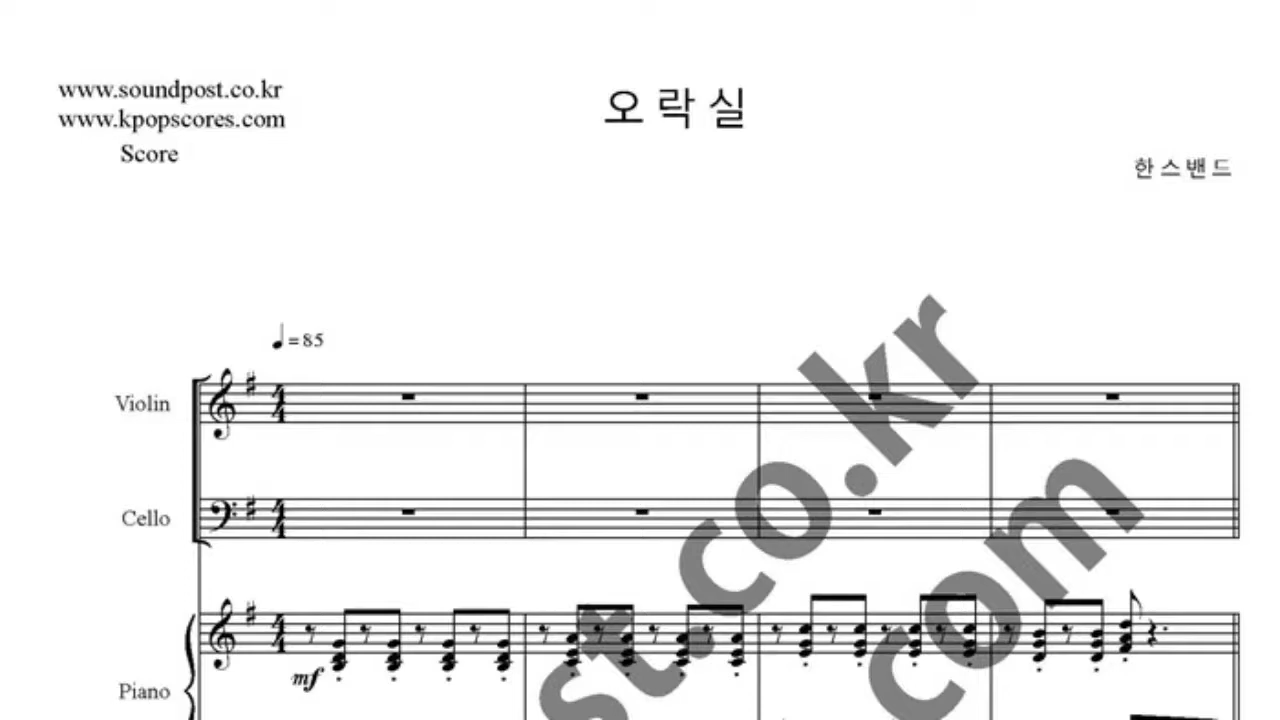 www.soundpost.co.kr
www.kpopscores.com
Score
오락실
한스밴드
= 85
Violin
Cello
Piano
mf
st.co.kr
com